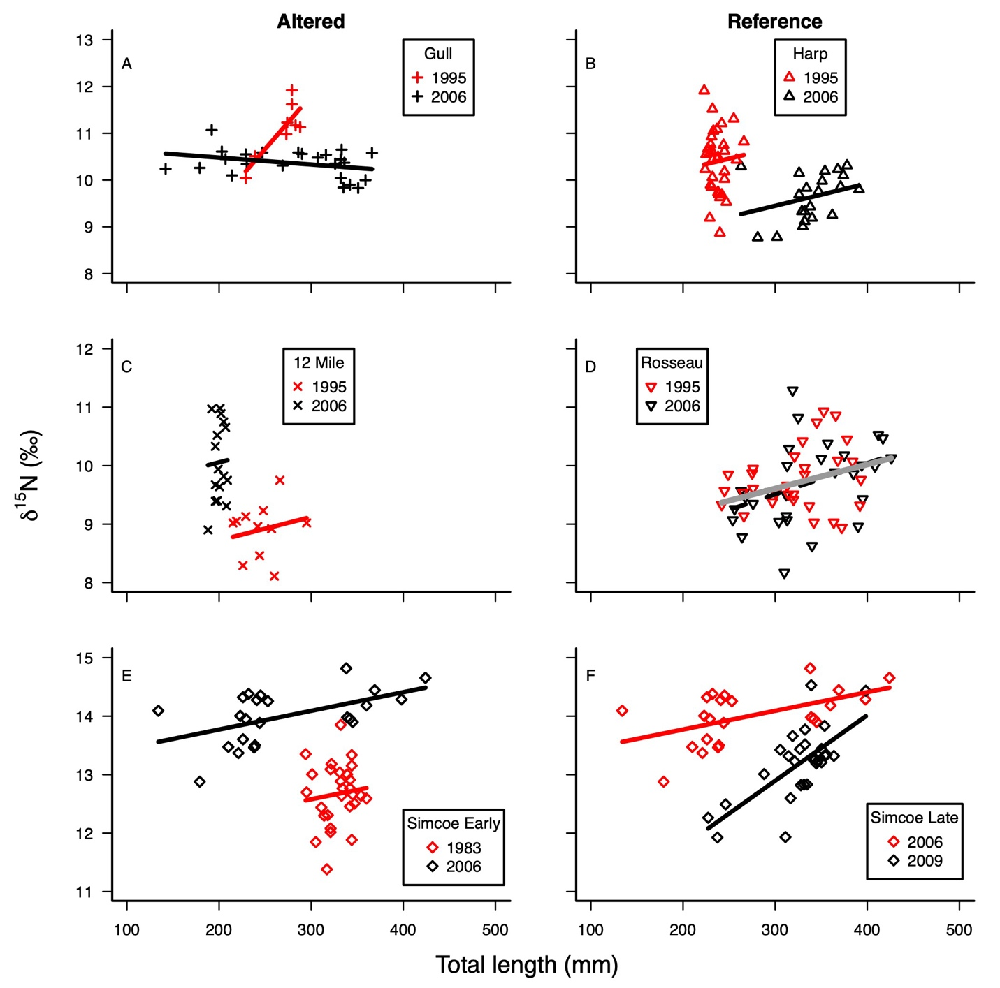 Altered
Reference
A
Gull
1995
2006
13
12
11
10
9
8
B
Harp
1995
2006
C
12 Mile
1995
2006
12
11
10
9
8
D
Rosseau
1995
2006
δ15N (‰)
E
Simcoe Early
1983
2006
15
14
13
12
11
100 200 300 400 500
F
Simcoe Late
2006
2009
100 200 300 400 500
Total length (mm)